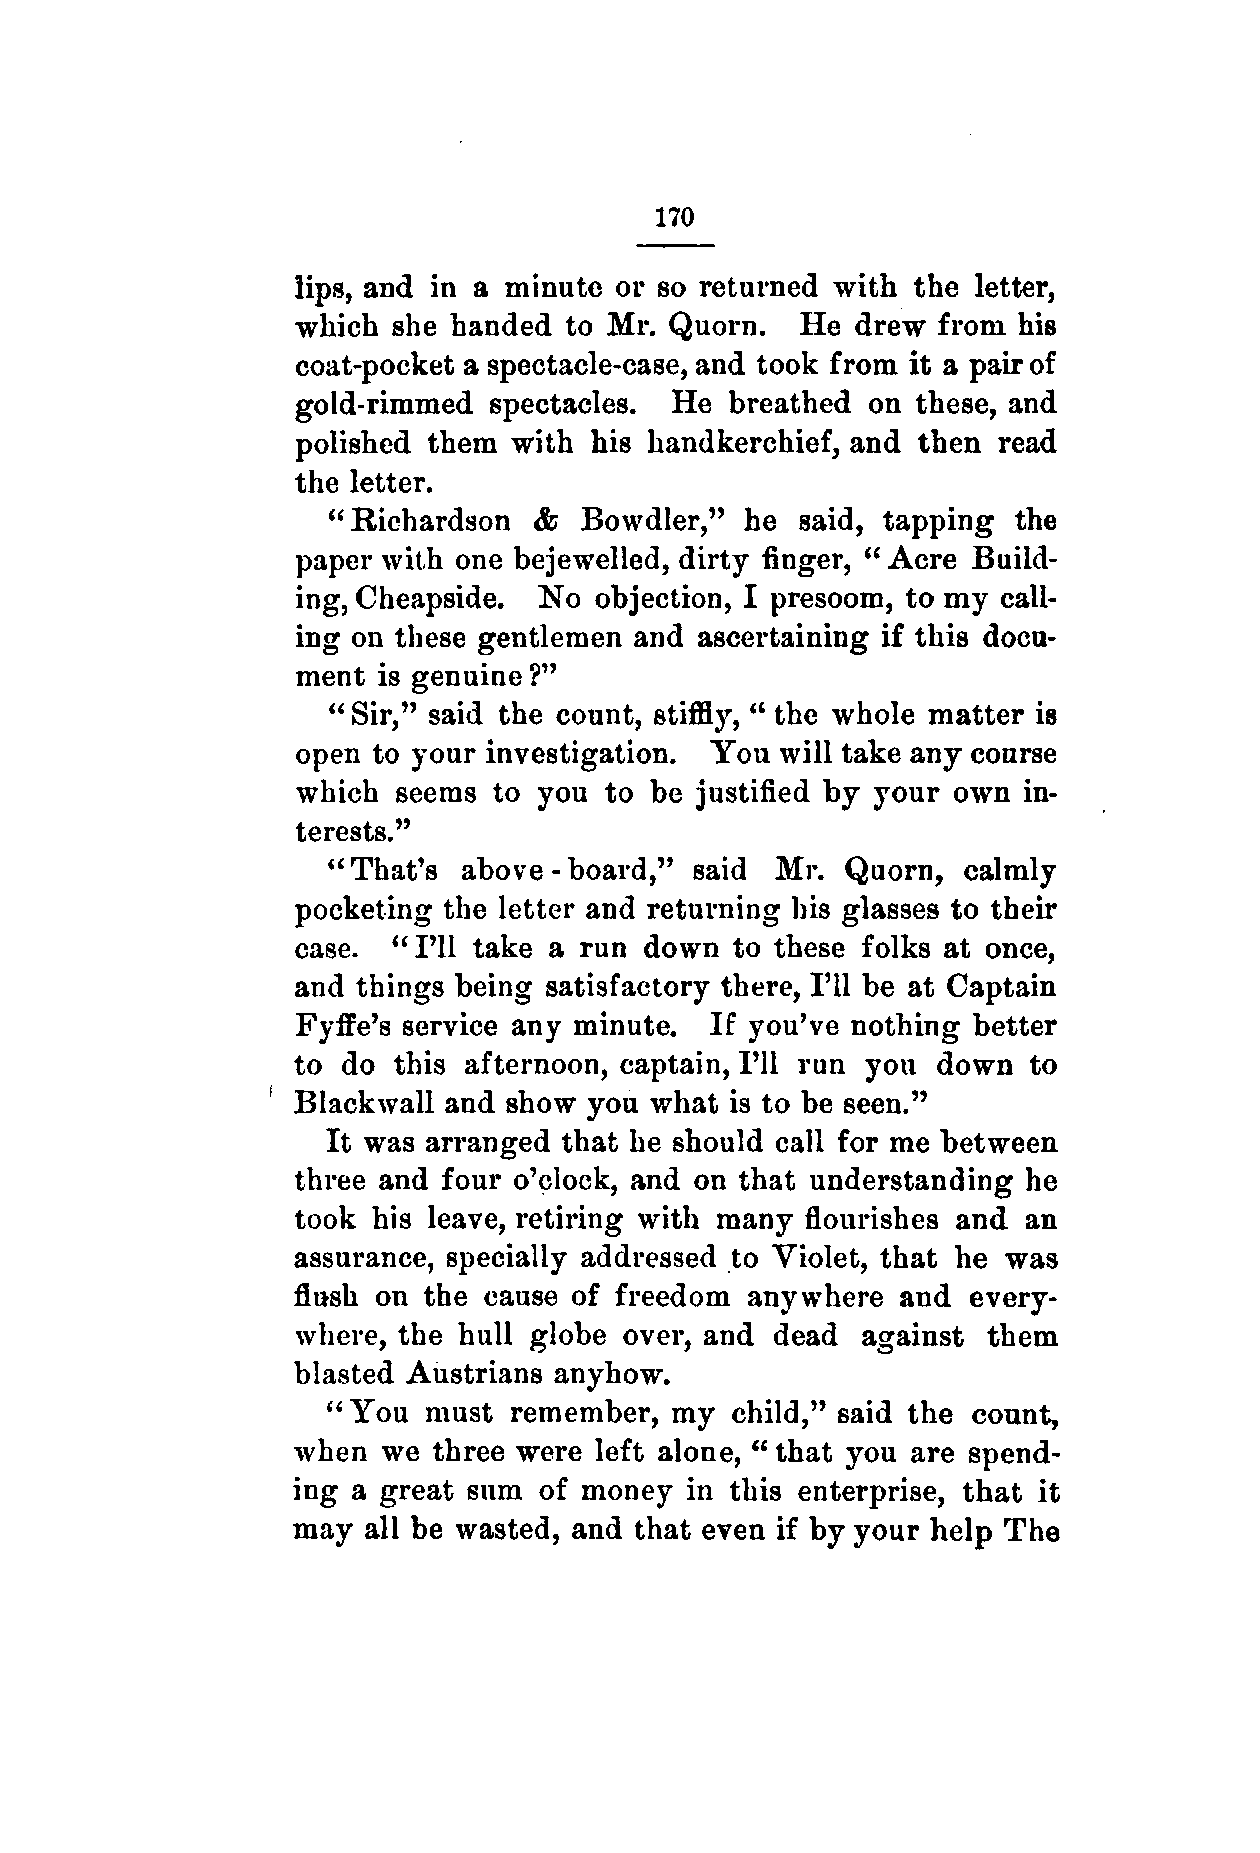 170
lips, and in a minute or so returned with the letter,
which she handed to Mr. Quorn. He drew from his
coat-pocket a spectacle-case, and took from it a pair of
gold-rimmed spectacles. He breathed on these, and
polished them with his handkerchief, and then read
the letter.
“Richardson & Bowdler,” he said, tapping the
paper with one bejewelled, dirty finger, “Acre Build-
ing, Cheapside. No objection, I presoom, to my call-
ing on these gentlemen and ascertaining if this docu-
ment is genuine?”
“Sir,” said the count, stiffly, “the whole matter is
open to your investigation. You will take any course
which seems to you to be justified by your own in-
terests.”
“That’s above-board,” said Mr. Quorn, calmly
pocketing the letter and returning his glasses to their
case. “I’ll take a run down to these folks at once,
and things being satisfactory there, I’ll be at Captain
Fyffe’s service any minute. If you’ve nothing better
to do this afternoon, captain, I’ll run you down to
Blackwall and show you what is to be seen.”
It was arranged that he should call for me between
three and four o’clock, and on that understanding he
took his leave, retiring with many flourishes and an
assurance, specially addressed to Violet, that he was
flush on the cause of freedom anywhere and every-
where, the hull globe over, and dead against them
blasted Austrians anyhow.
“You must remember, my child,” said the count,
when we three were left alone, “that you are spend-
ing a great sum of money in this enterprise, that it
may all be wasted, and that even if by your help The